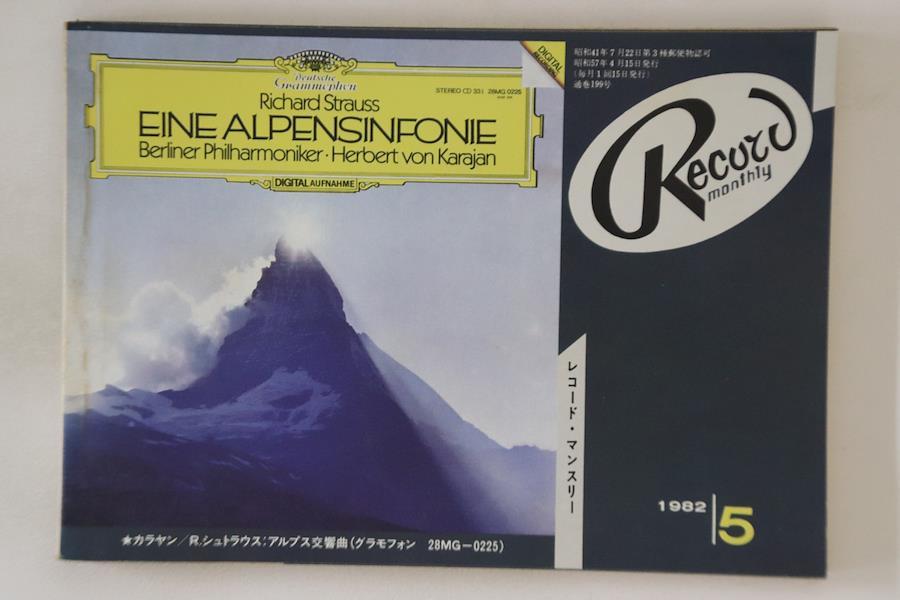 Deutsche
Grammophon
STEREO CD 33⅓ 28MG 0225
Richard Strauss
EINE ALPENSINFONIE
Berliner Philharmoniker · Herbert von Karajan
DIGITAL AUFNAHME
DIGITAL
RECORDING
昭和41年7月22日第3種郵便物認可
昭和57年4月15日発行
(毎月1回15日発行)
通巻199号
Record
monthly
レコード・マンスリー
1982 5
★カラヤン/R.シュトラウス:アルプス交響曲(グラモフォン 28MG-0225)